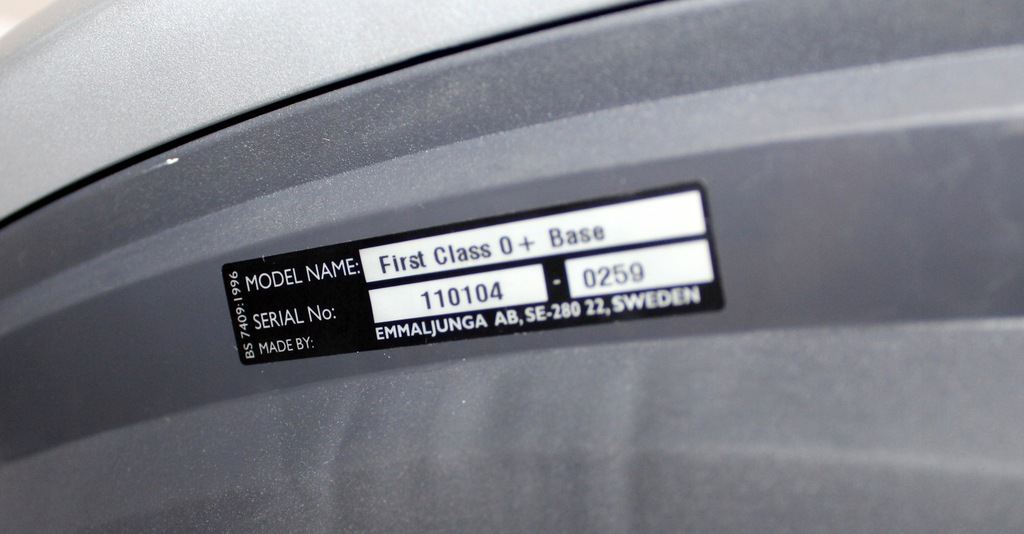 BS 7409:1996
MODEL NAME: First Class 0+ Base
SERIAL No: 110104 - 0259
MADE BY: EMMALJUNGA AB, SE-280 22, SWEDEN